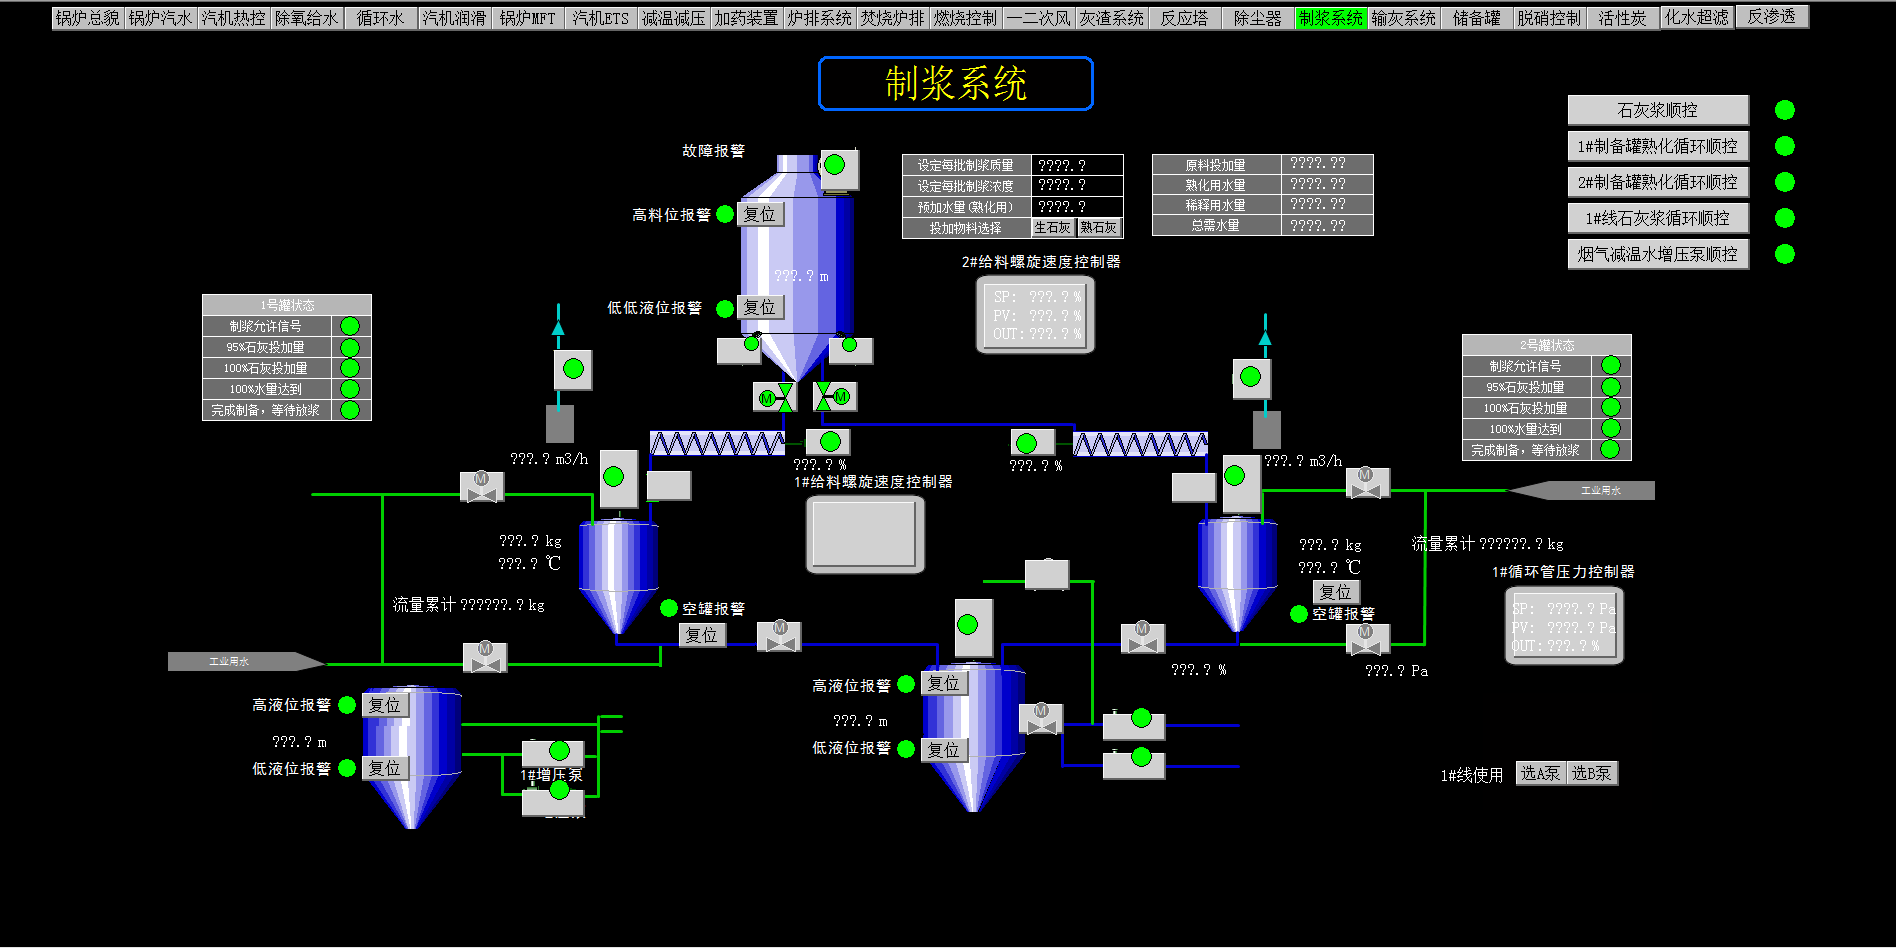 锅炉总貌 锅炉汽水 汽机热控 除氧给水 循环水 汽机润滑 锅炉MFT 汽机ETS 减温减压 加药装置 炉排系统 焚烧炉排 燃烧控制 一二次风 灰渣系统 反应塔 除尘器 制浆系统 输灰系统 储备罐 脱硝控制 活性炭 化水超滤 反渗透
制浆系统
石灰浆顺控
1#制备罐熟化循环顺控
2#制备罐熟化循环顺控
1#线石灰浆循环顺控
烟气减温水增压泵顺控
故障报警
高料位报警 复位
???.? m
低低液位报警 复位
设定每批制浆质量 ????.?
设定每批制浆浓度 ????.?
预加水量(熟化用) ????.?
投加物料选择 生石灰 熟石灰
原料投加量 ????.??
熟化用水量 ????.??
稀释用水量 ????.??
总需水量 ????.??
2#给料螺旋速度控制器
SP: ???.? %
PV: ???.? %
OUT: ???.? %
1号罐状态
制浆允许信号
95%石灰投加量
100%石灰投加量
100%水量达到
完成制备，等待放浆
2号罐状态
制浆允许信号
95%石灰投加量
100%石灰投加量
100%水量达到
完成制备，等待放浆
M M
???.? m3/h
???.? %
???.? %
???.? m3/h
1#给料螺旋速度控制器
M
M
工业用水
???.? kg
???.? ℃
???.? kg
???.? ℃
流量累计 ??????.? kg
1#循环管压力控制器
SP: ????.? Pa
PV: ????.? Pa
OUT: ???.? %
复位
空罐报警
流量累计 ??????.? kg
空罐报警
复位
M
M
M
M
工业用水
???.? %
????.? Pa
高液位报警 复位
???.? m
低液位报警 复位
1#增压泵
高液位报警 复位
???.? m
低液位报警 复位
M
1#线使用 选A泵 选B泵